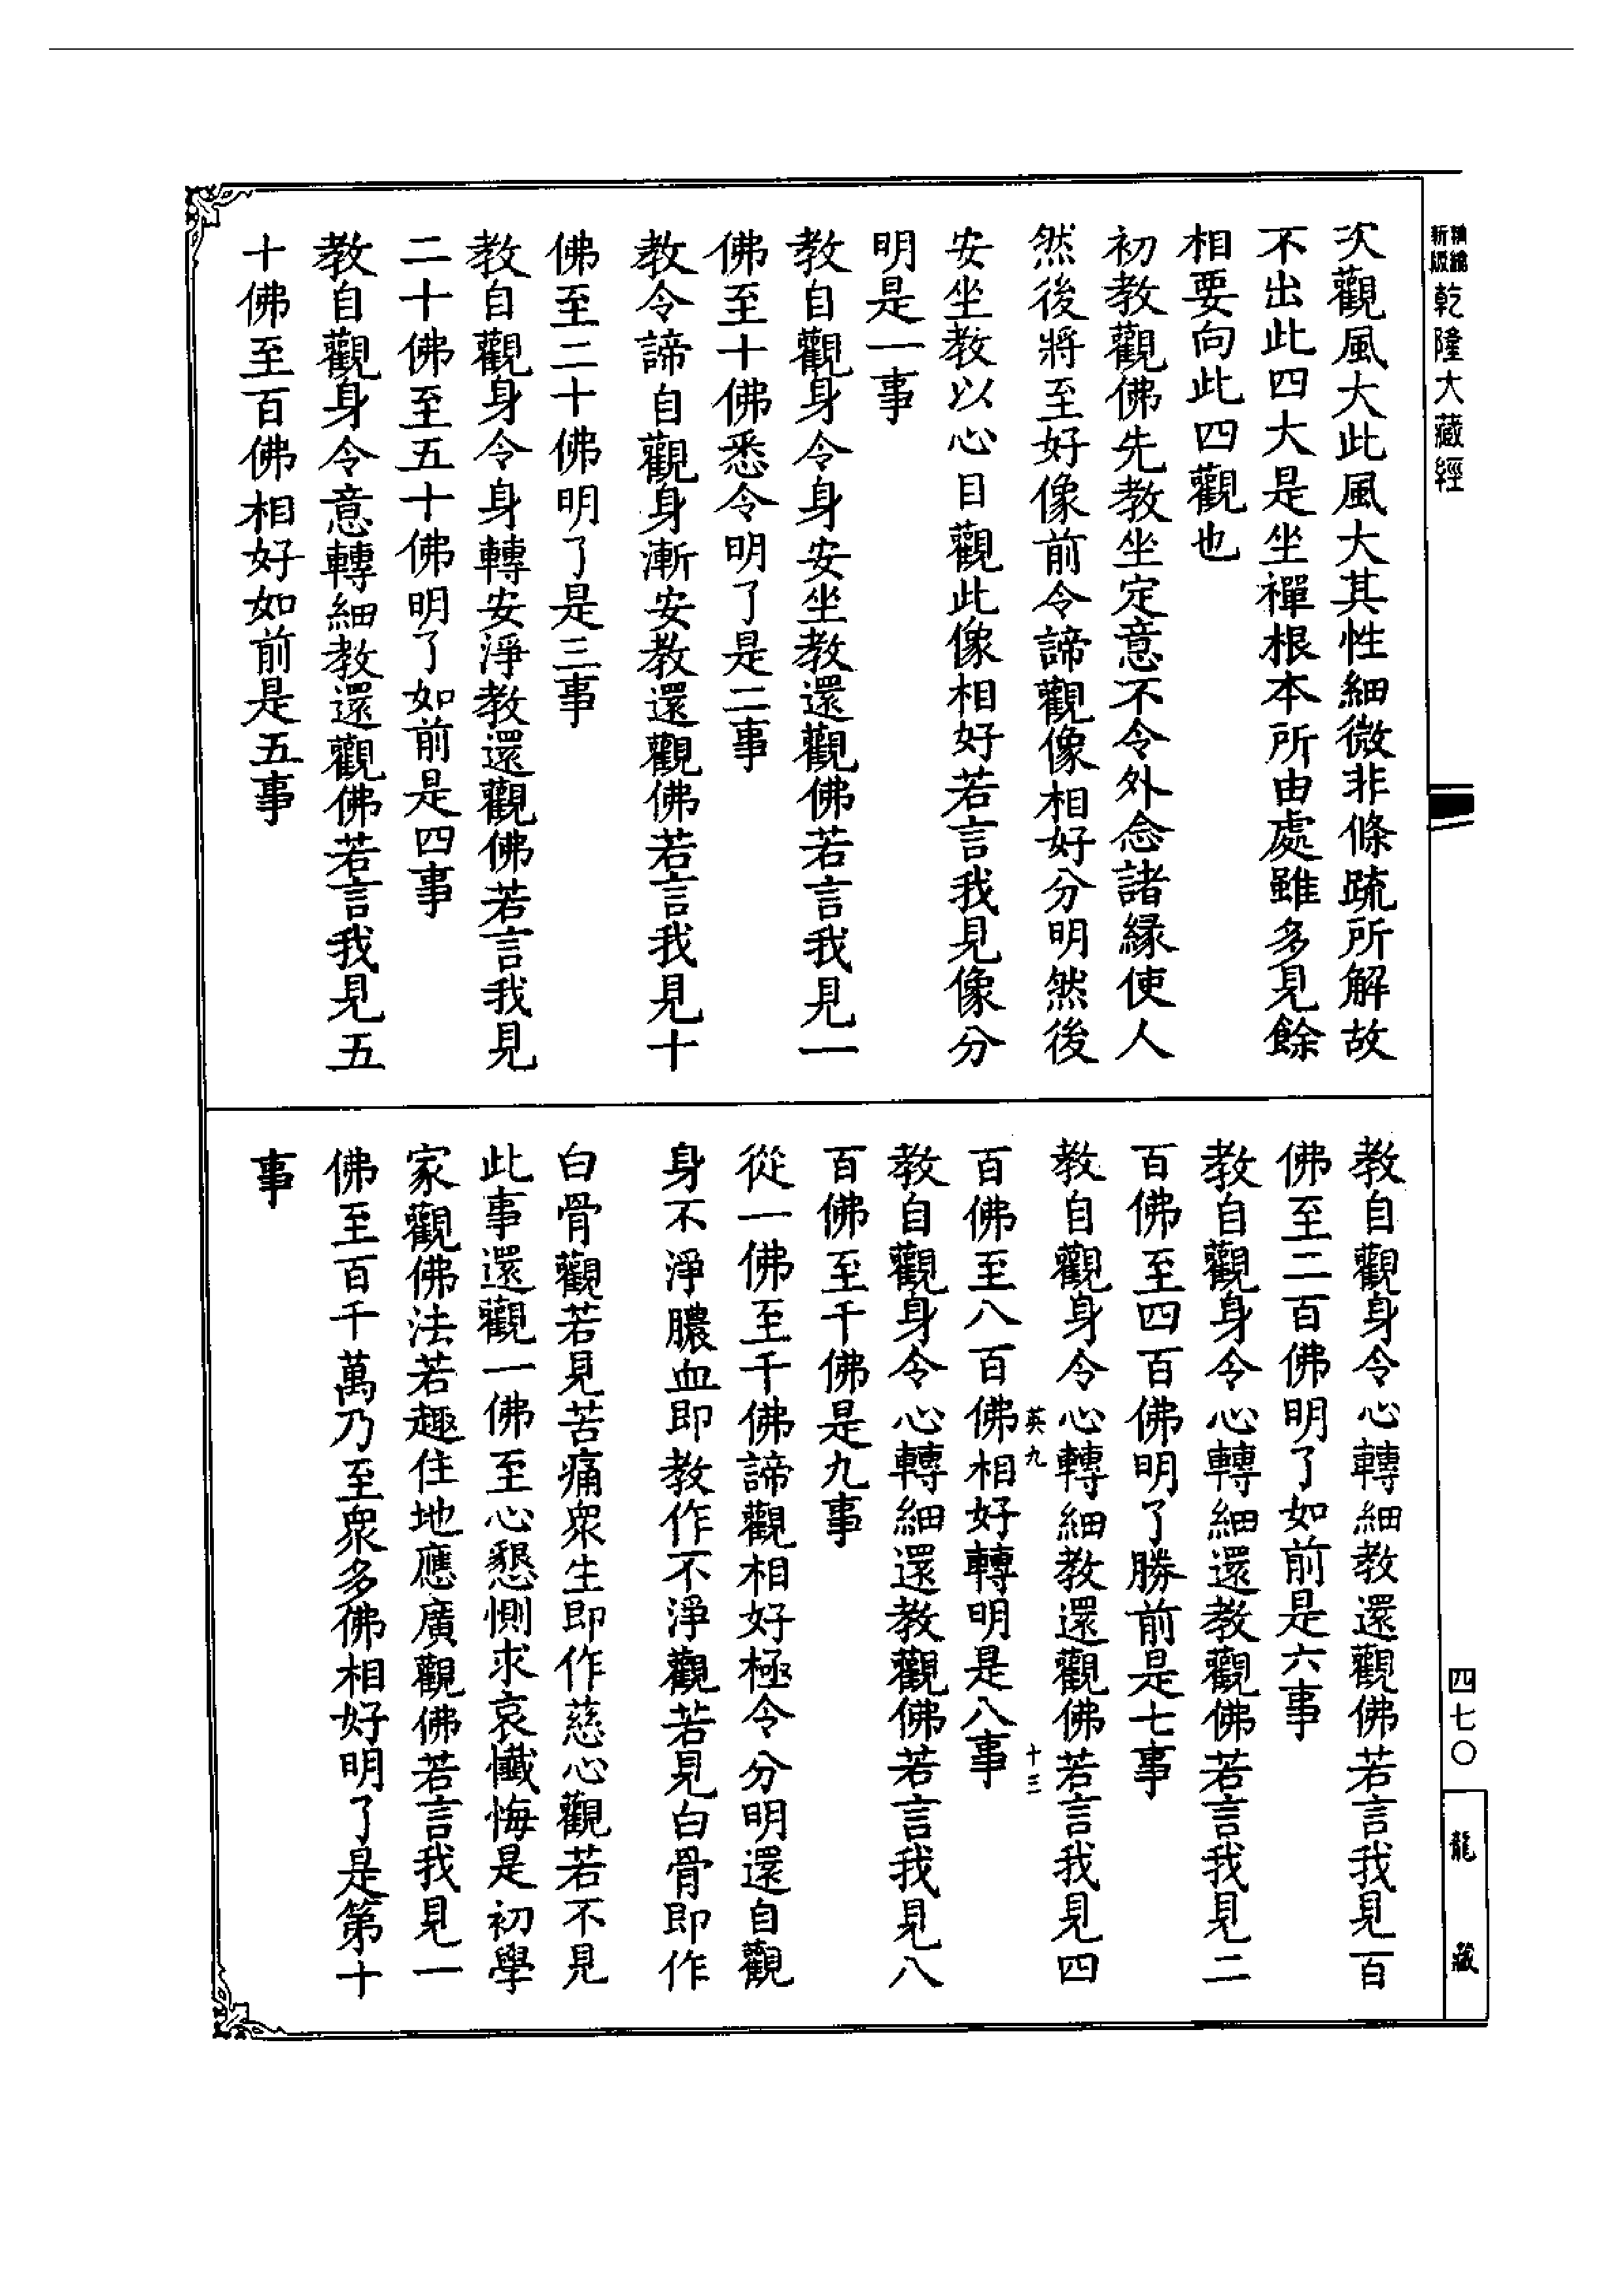 新編縮版乾隆大藏經
次觀風大此風大其性細微非條疏所解故
不出此四大是坐禪根本所由處雖多見餘
相要向此四觀也
初教觀佛先教坐定意不令外念諸緣使人
然後將至好像前令諦觀像相好分明然後
安坐教以心目觀此像相好若言我見像分
明是一事
教自觀身令身安坐教還觀佛若言我見一
佛至十佛悉令明了是二事
教令諦自觀身漸安教還觀佛若言我見十
佛至二十佛明了是三事
教自觀身令身轉安淨教還觀佛若言我見
二十佛至五十佛明了如前是四事
教自觀身令意轉細教還觀佛若言我見五
十佛至百佛相好如前是五事
教自觀身令心轉細教還觀佛若言我見百
佛至二百佛明了如前是六事
教自觀身令心轉細還教觀佛若言我見二
百佛至四百佛明了勝前是七事
教自觀身令心轉細教還觀佛若言我見四
英九 十三
百佛至八百佛相好轉明是八事
教自觀身令心轉細還教觀佛若言我見八
百佛至千佛是九事
從一佛至千佛諦觀相好極令分明還自觀
身不淨膿血即教作不淨觀若見白骨即作
白骨觀若見苦痛眾生即作慈心觀若不見
此事還觀一佛至心懇惻求哀懺悔是初學
家觀佛法若趣住地應廣觀佛若言我見一
佛至百千萬乃至眾多佛相好明了是第十
事
四七〇
龍藏